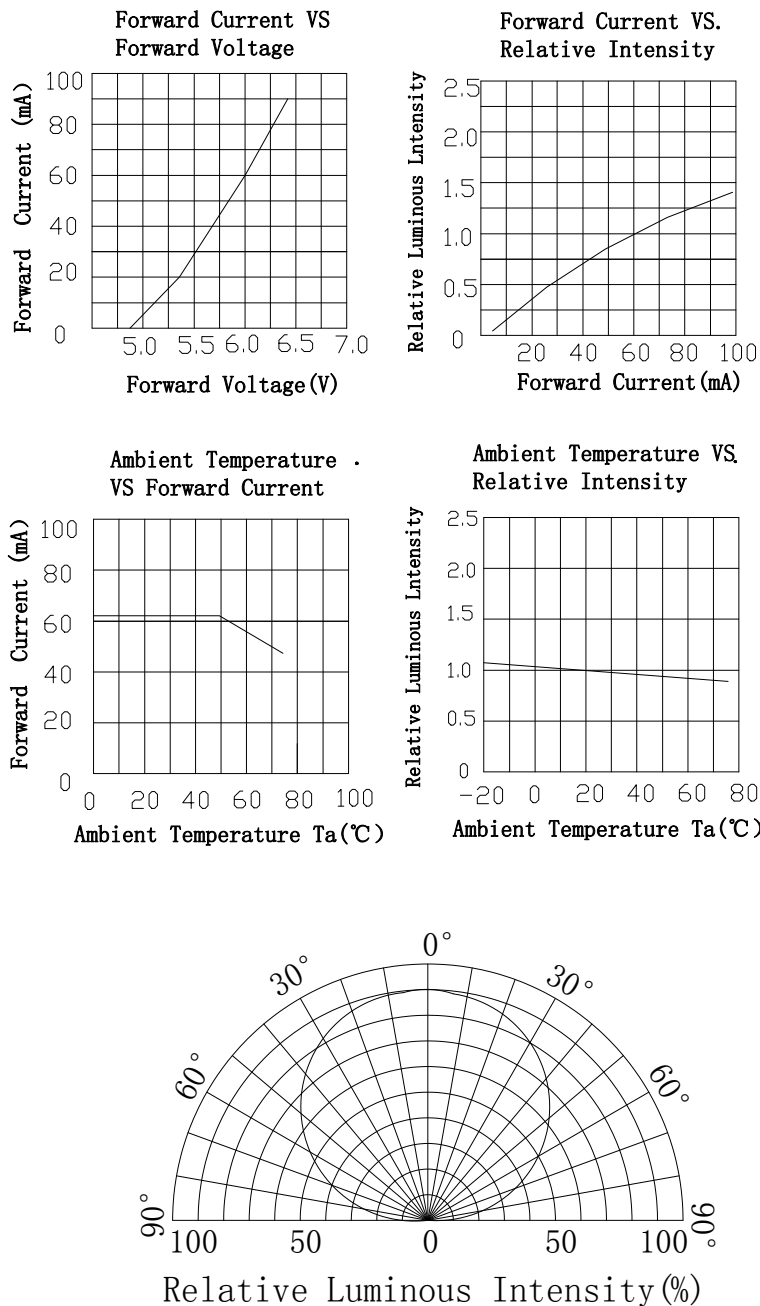 Forward Current VS
Forward Voltage
100
80
60
40
20
0
Forward Current (mA)
5.0 5.5 6.0 6.5 7.0
Forward Voltage(V)
Forward Current VS.
Relative Intensity
2.5
2.0
1.5
1.0
0.5
0
Relative Luminous Lntensity
20 40 60 80 100
Forward Current(mA)
Ambient Temperature .
VS Forward Current
100
80
60
40
20
0
Forward Current (mA)
0 20 40 60 80 100
Ambient Temperature Ta(℃)
Ambient Temperature VS.
Relative Intensity
2.5
2.0
1.5
1.0
0.5
0
Relative Luminous Lntensity
-20 0 20 40 60 80
Ambient Temperature Ta(℃)
0°
30° 30°
60° 60°
90° 90°
100 50 0 50 100
Relative Luminous Intensity(%)